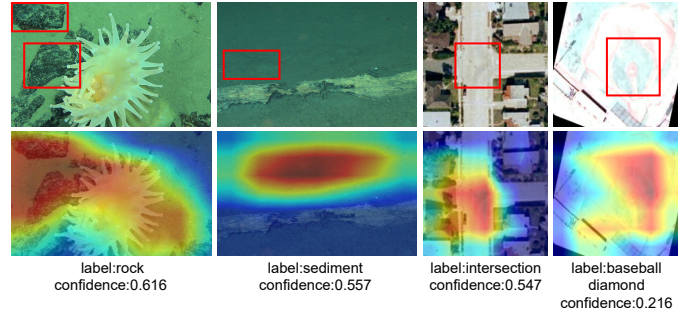 label:rock
confidence:0.616
label:sediment
confidence:0.557
label:intersection
confidence:0.547
label:baseball
diamond
confidence:0.216